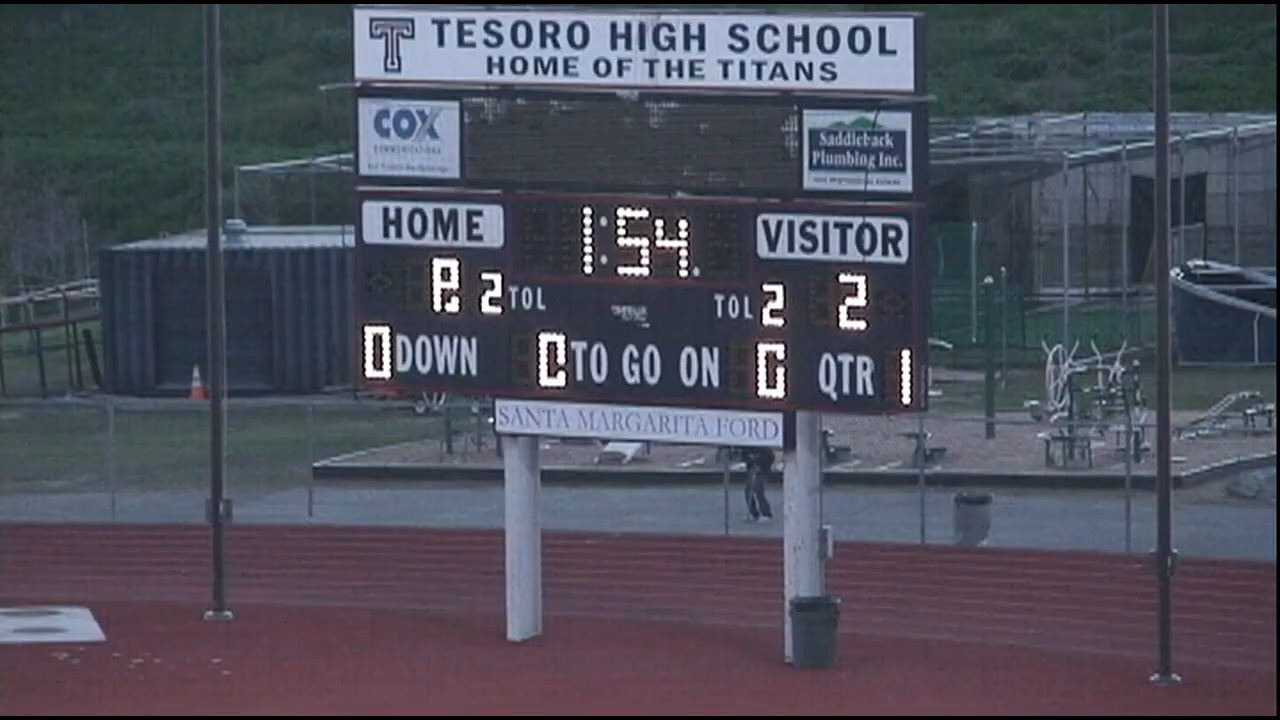 T TESORO HIGH SCHOOL
HOME OF THE TITANS
COX
COMMUNICATIONS
Saddleback
Plumbing Inc.
HOME 1:54 VISITOR
2 TOL TOL 2 2
0 DOWN TO GO ON QTR 1
SANTA MARGARITA FORD